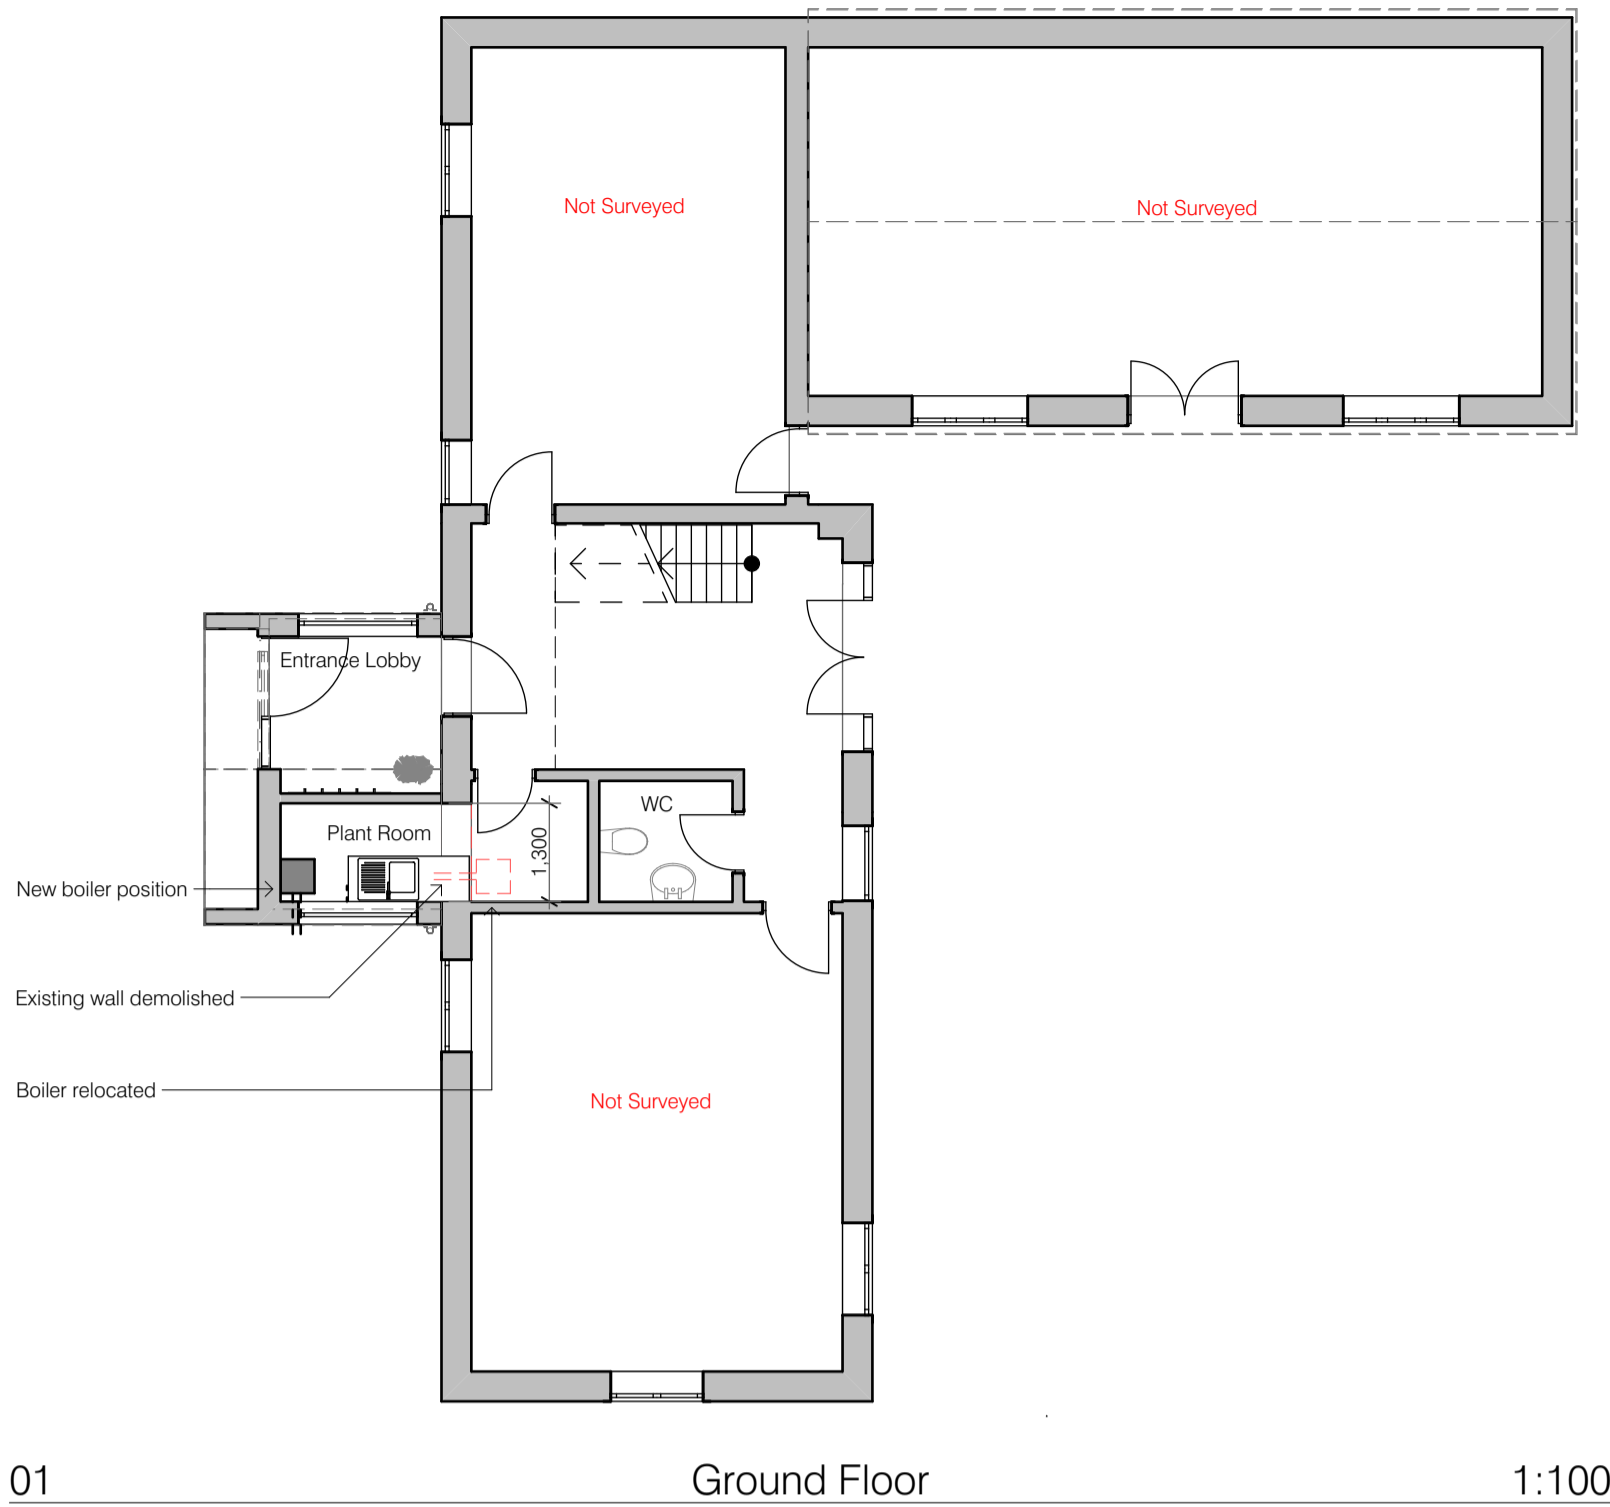 Not Surveyed
Not Surveyed
Entrance Lobby
WC
Plant Room
1,300
New boiler position
Existing wall demolished
Boiler relocated
Not Surveyed
01
Ground Floor
1:100